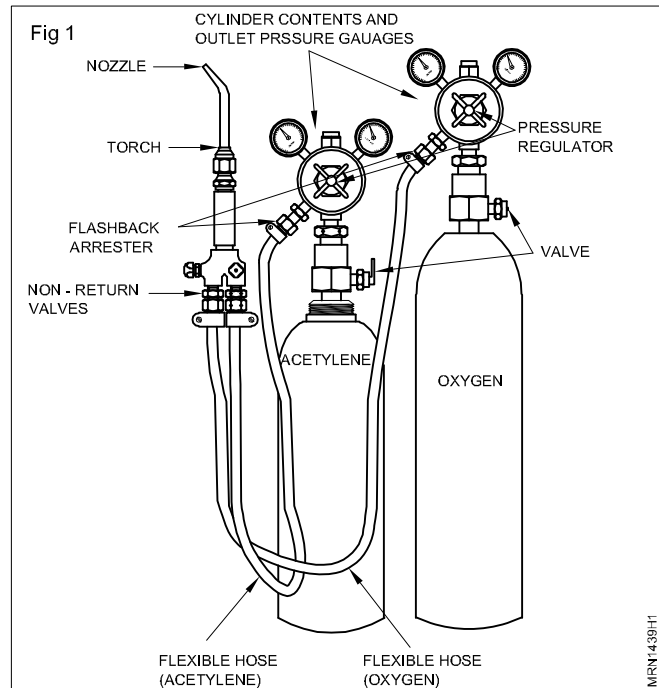 Fig 1
CYLINDER CONTENTS AND
OUTLET PRSSURE GAUAGES
NOZZLE
TORCH
PRESSURE
REGULATOR
FLASHBACK
ARRESTER
VALVE
NON - RETURN
VALVES
ACETYLENE
OXYGEN
FLEXIBLE HOSE
(ACETYLENE)
FLEXIBLE HOSE
(OXYGEN)
MRN1439H1